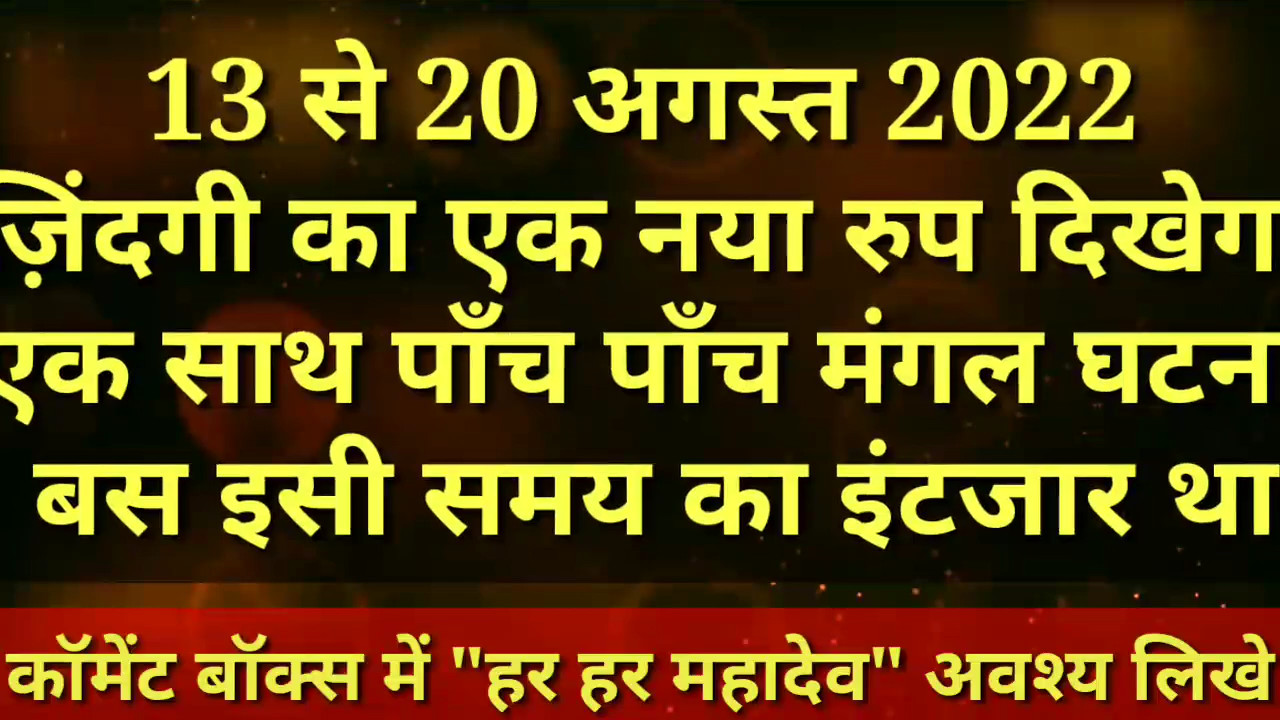 13 से 20 अगस्त 2022
ज़िंदगी का एक नया रुप दिखेग
एक साथ पाँच पाँच मंगल घटन
बस इसी समय का इंटजार था
कॉमेंट बॉक्स में "हर हर महादेव" अवश्य लिखे